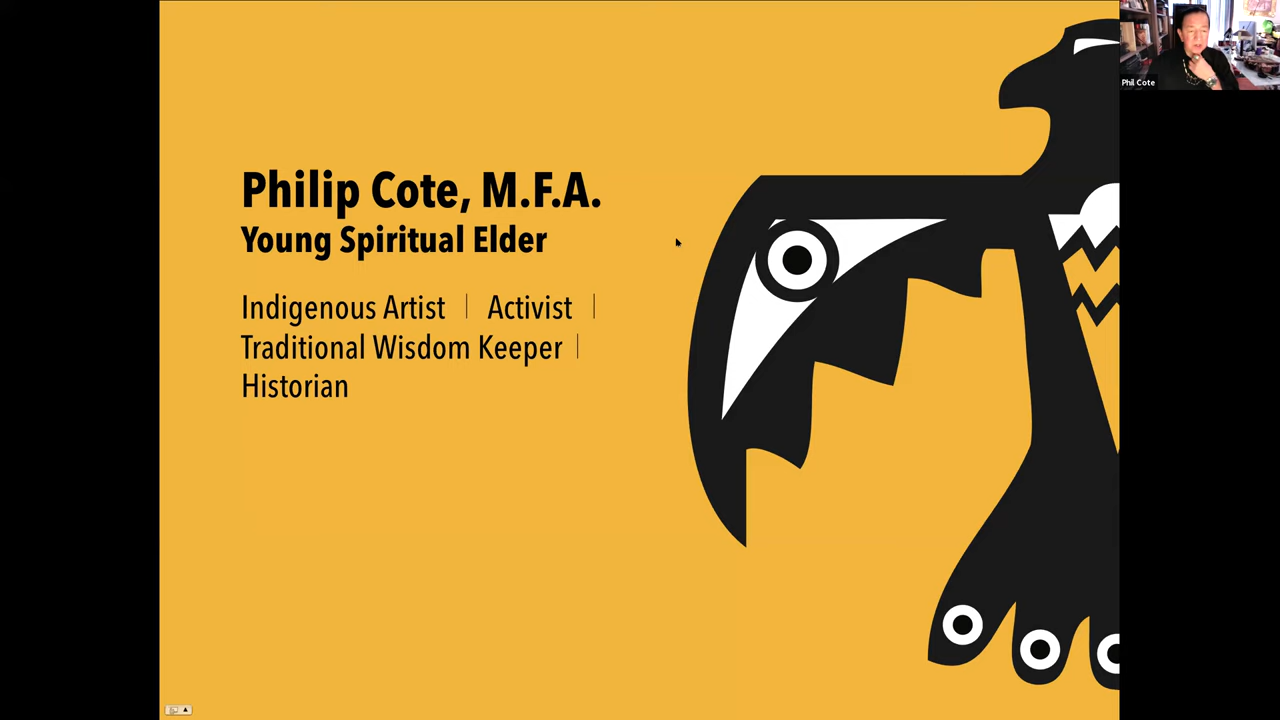 Philip Cote, M.F.A.
Young Spiritual Elder
Indigenous Artist | Activist |
Traditional Wisdom Keeper |
Historian
Phil Cote